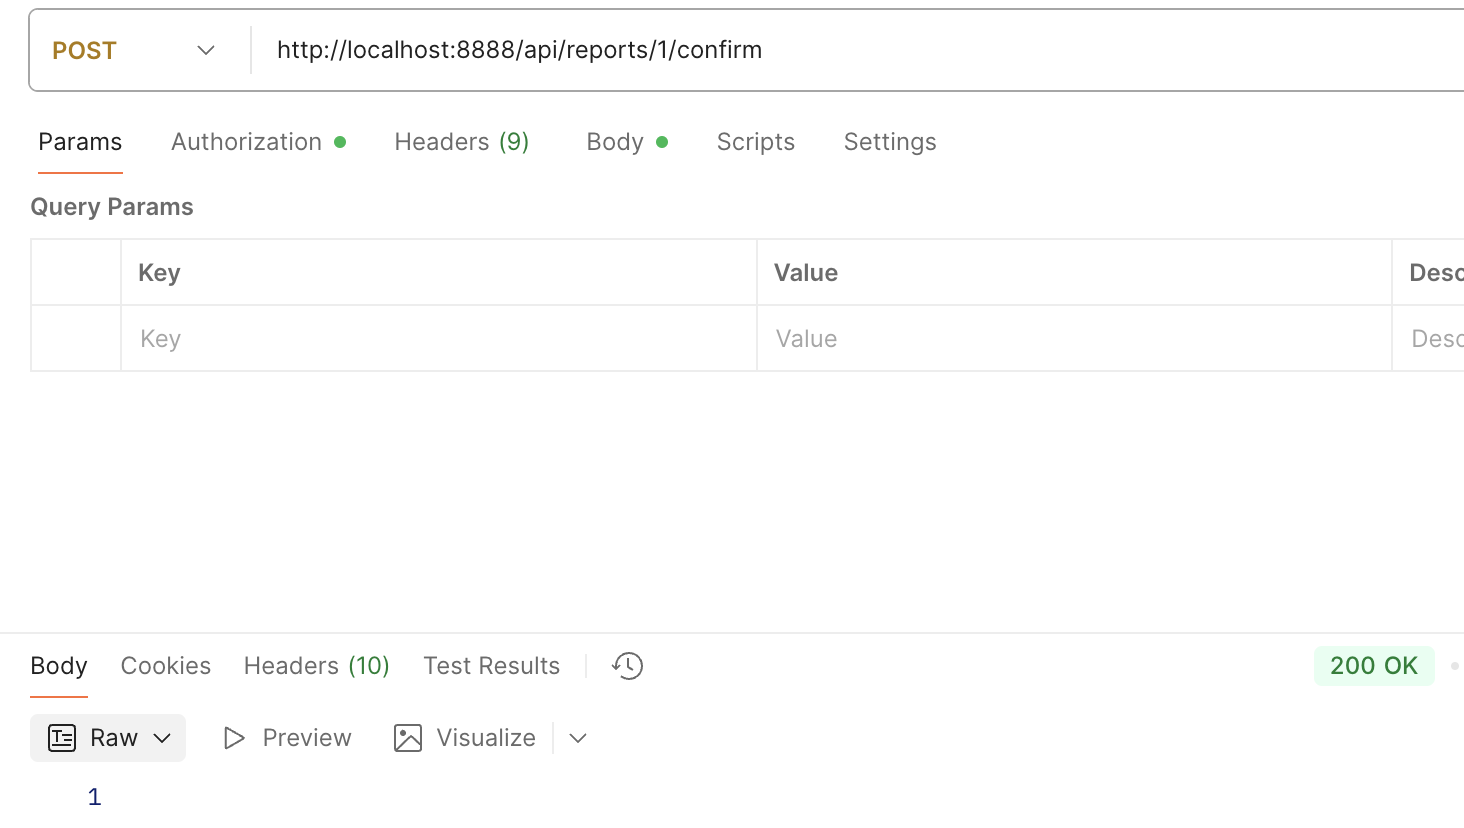 POST http://localhost:8888/api/reports/1/confirm
Params Authorization Headers (9) Body Scripts Settings
Query Params
Key Value Desc
Key Value Desc
Body Cookies Headers (10) Test Results 200 OK
Raw Preview Visualize
1